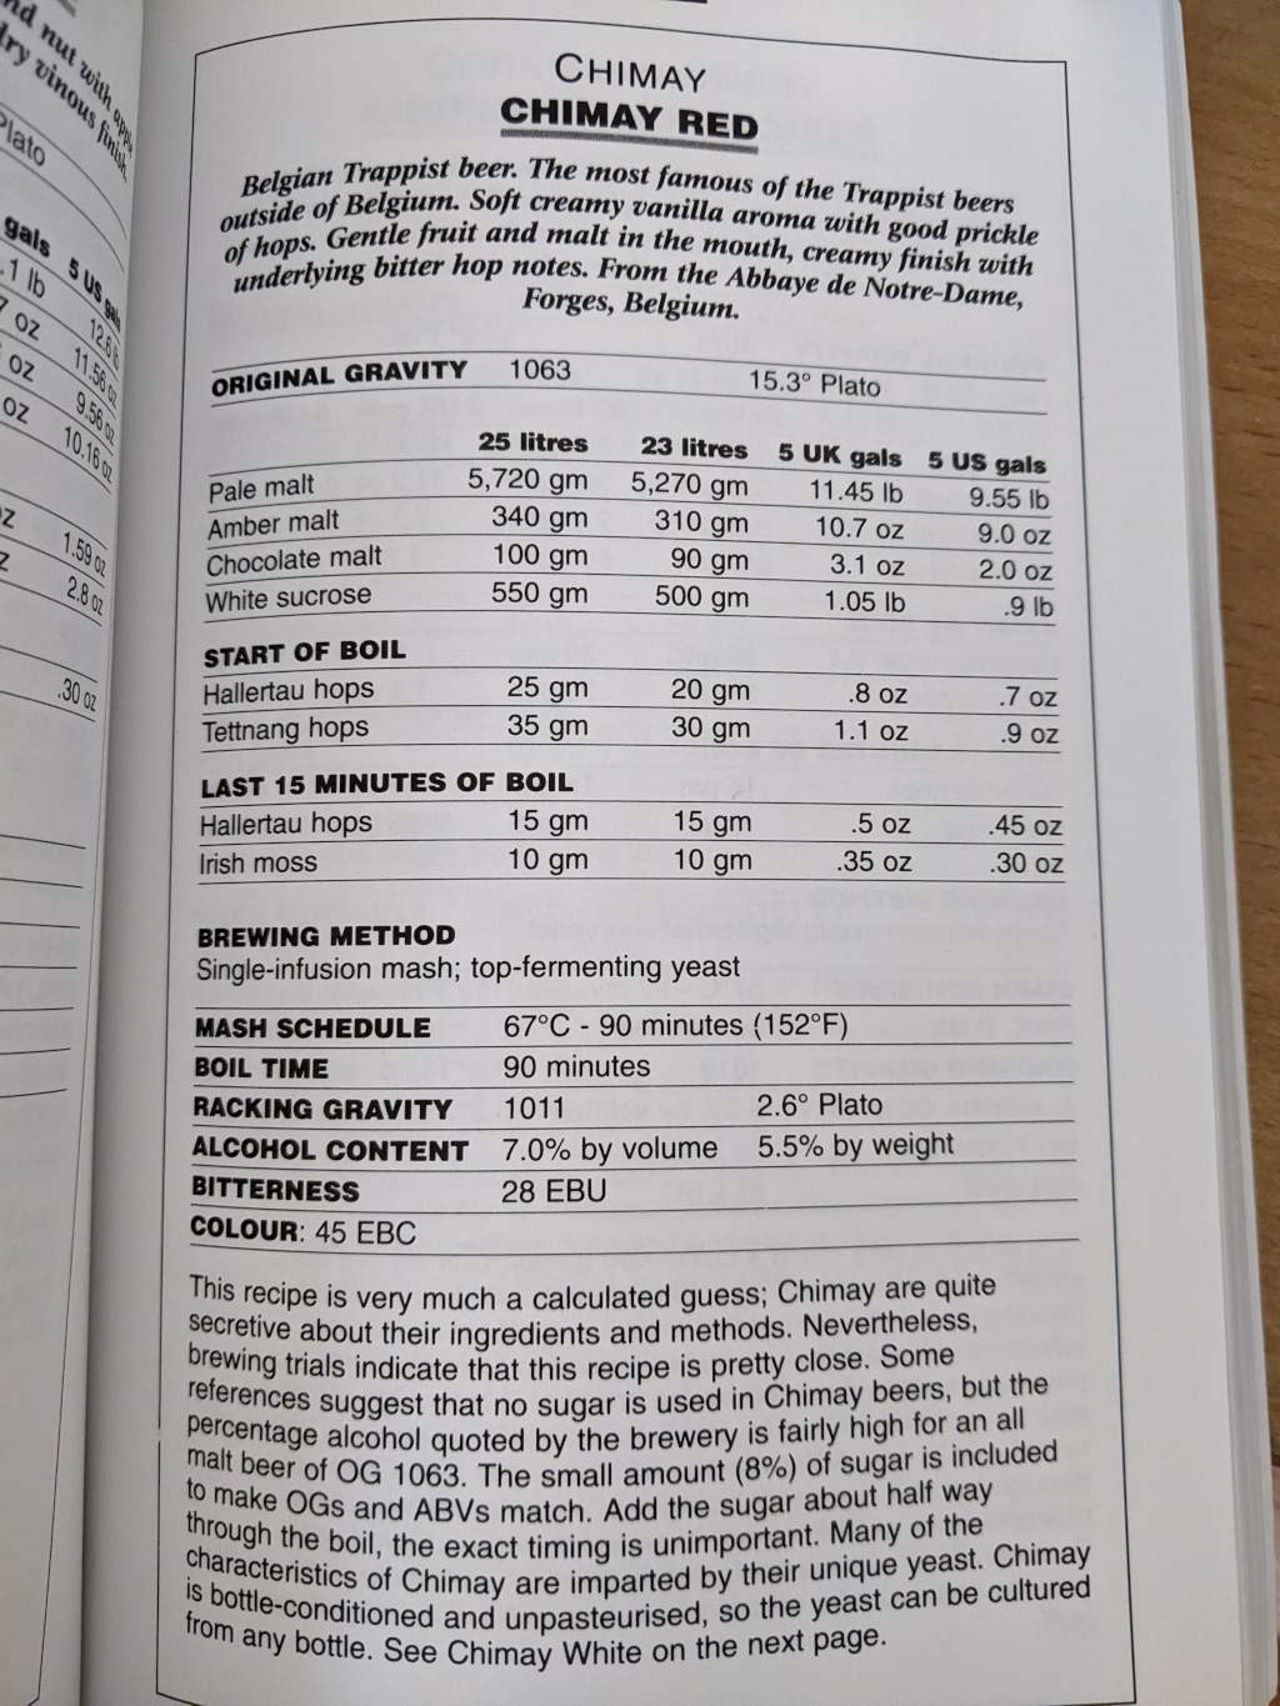 nd nut with app
dry vinous finish.
Plato
gals 5 US gals
.1 lb
oz 11.56 oz
oz 9.56 oz
oz 10.16 oz
1.59 oz
2.8 oz
.30 oz
CHIMAY
CHIMAY RED
Belgian Trappist beer. The most famous of the Trappist beers
outside of Belgium. Soft creamy vanilla aroma with good prickle
of hops. Gentle fruit and malt in the mouth, creamy finish with
underlying bitter hop notes. From the Abbaye de Notre-Dame,
Forges, Belgium.
ORIGINAL GRAVITY 1063 15.3° Plato
25 litres 23 litres 5 UK gals 5 US gals
Pale malt 5,720 gm 5,270 gm 11.45 lb 9.55 lb
Amber malt 340 gm 310 gm 10.7 oz 9.0 oz
Chocolate malt 100 gm 90 gm 3.1 oz 2.0 oz
White sucrose 550 gm 500 gm 1.05 lb .9 lb
START OF BOIL
Hallertau hops 25 gm 20 gm .8 oz .7 oz
Tettnang hops 35 gm 30 gm 1.1 oz .9 oz
LAST 15 MINUTES OF BOIL
Hallertau hops 15 gm 15 gm .5 oz .45 oz
Irish moss 10 gm 10 gm .35 oz .30 oz
BREWING METHOD
Single-infusion mash; top-fermenting yeast
MASH SCHEDULE 67°C - 90 minutes (152°F)
BOIL TIME 90 minutes
RACKING GRAVITY 1011 2.6° Plato
ALCOHOL CONTENT 7.0% by volume 5.5% by weight
BITTERNESS 28 EBU
COLOUR: 45 EBC
This recipe is very much a calculated guess; Chimay are quite
secretive about their ingredients and methods. Nevertheless,
brewing trials indicate that this recipe is pretty close. Some
references suggest that no sugar is used in Chimay beers, but the
percentage alcohol quoted by the brewery is fairly high for an all
malt beer of OG 1063. The small amount (8%) of sugar is included
to make OGs and ABVs match. Add the sugar about half way
through the boil, the exact timing is unimportant. Many of the
characteristics of Chimay are imparted by their unique yeast. Chimay
is bottle-conditioned and unpasteurised, so the yeast can be cultured
from any bottle. See Chimay White on the next page.